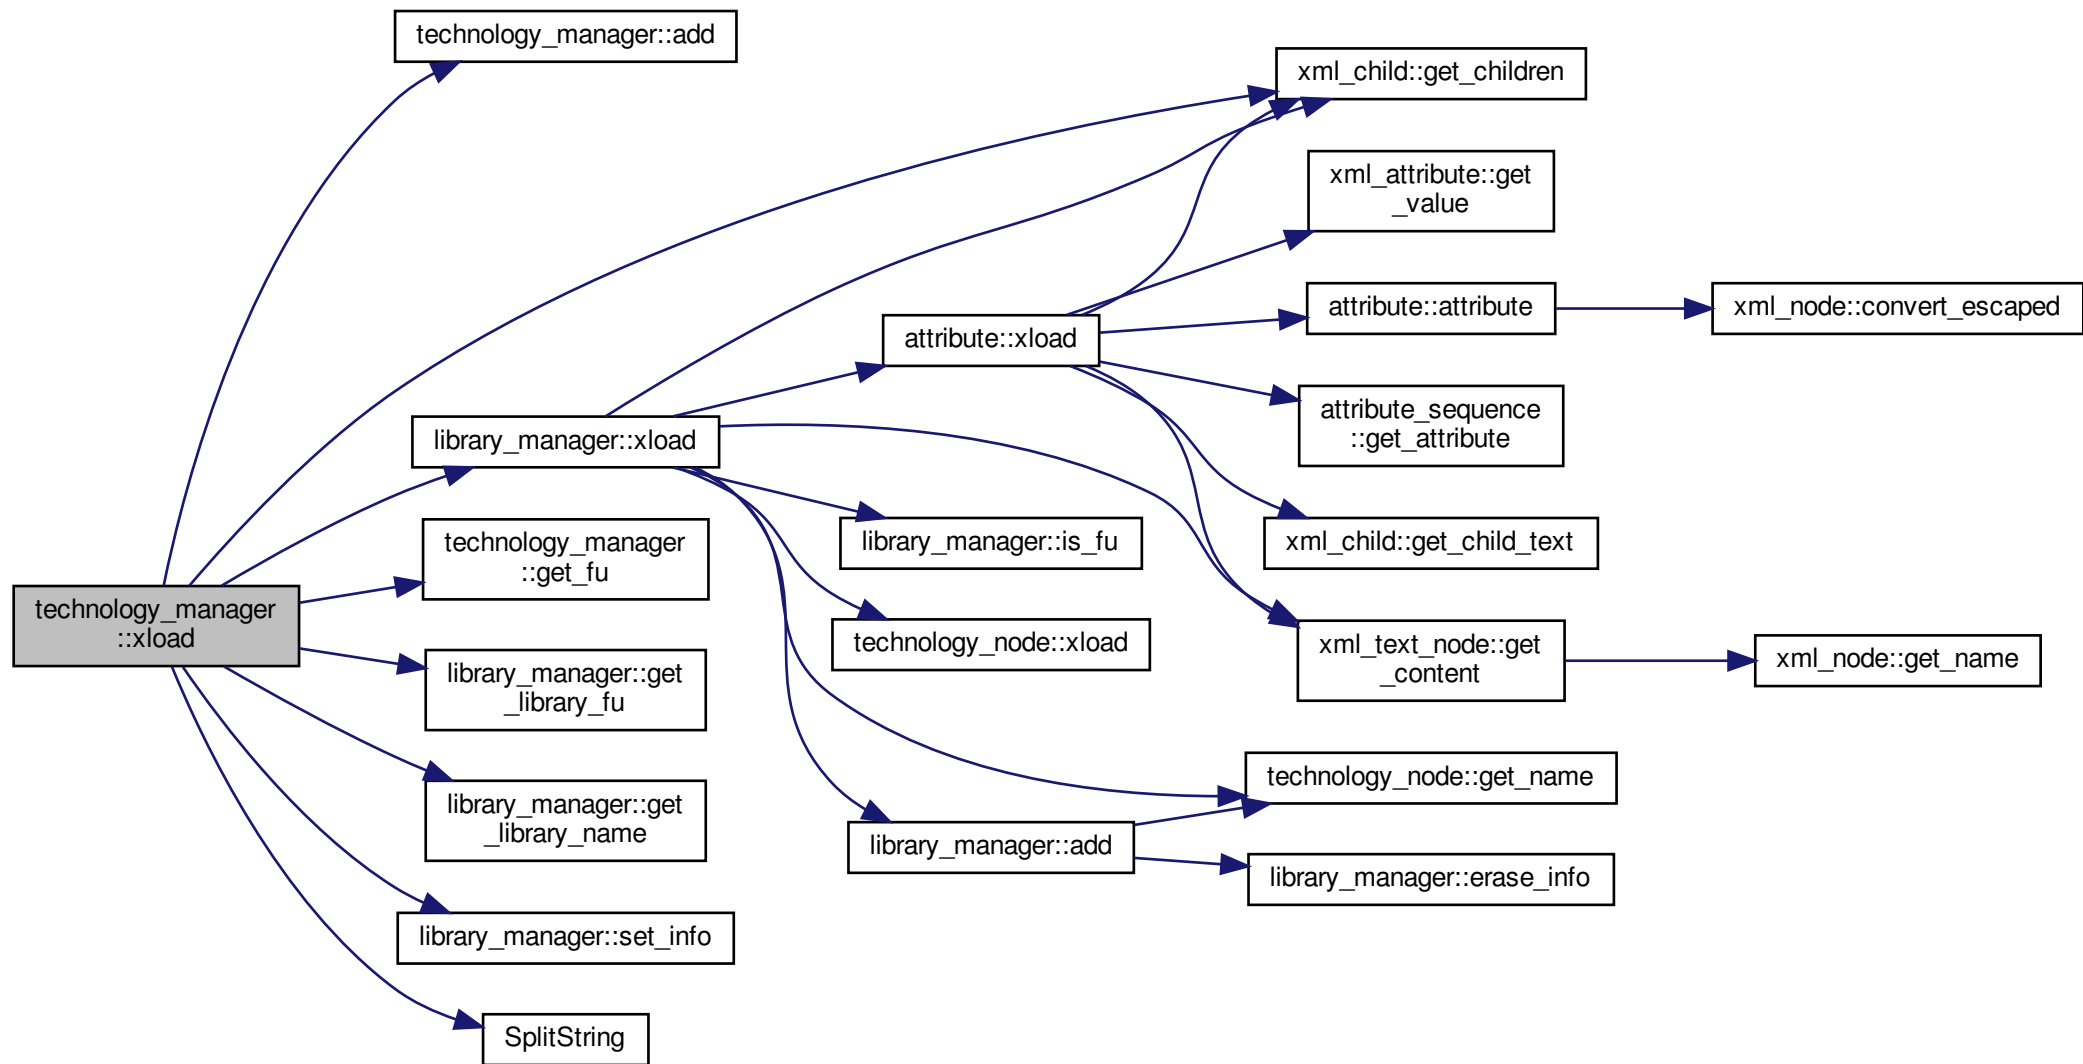 technology_manager::add
xml_child::get_children
xml_attribute::get
_value
attribute::attribute
xml_node::convert_escaped
attribute::xload
attribute_sequence
::get_attribute
library_manager::xload
library_manager::is_fu
xml_child::get_child_text
technology_manager
::get_fu
technology_manager
::xload
technology_node::xload
xml_text_node::get
_content
xml_node::get_name
library_manager::get
_library_fu
technology_node::get_name
library_manager::get
_library_name
library_manager::add
library_manager::erase_info
library_manager::set_info
SplitString